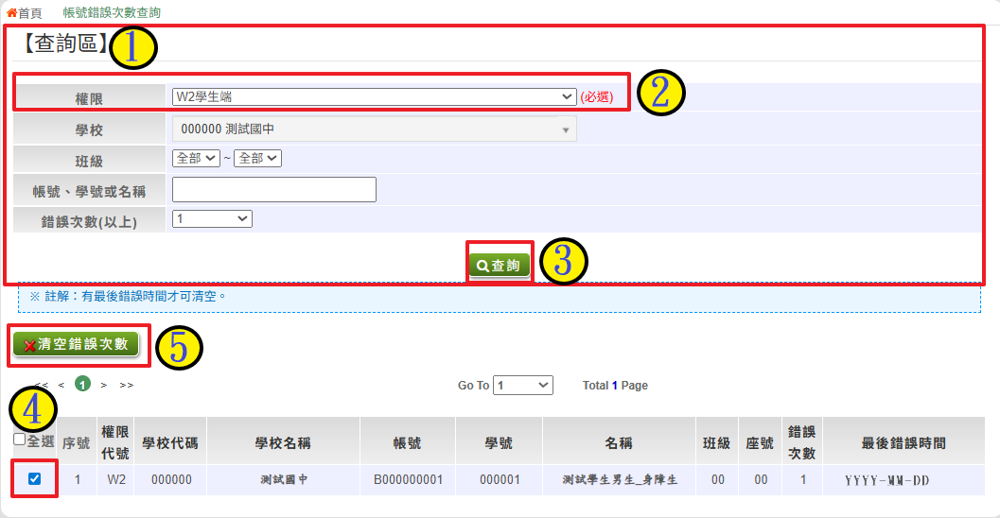 首頁 帳號錯誤次數查詢
【查詢區】 1
權限 W2學生端 (必選) 2
學校 000000 測試國中
班級 全部 ~ 全部
帳號、學號或名稱
錯誤次數(以上) 1
查詢 3
※ 註解：有最後錯誤時間才可清空。
清空錯誤次數 5
<< < 1 > >> Go To 1 Total 1 Page
4
全選 序號 權限代號 學校代碼 學校名稱 帳號 學號 名稱 班級 座號 錯誤次數 最後錯誤時間
1 W2 000000 測試國中 B000000001 000001 測試學生男生_身障生 00 00 1 YYYY-MM-DD